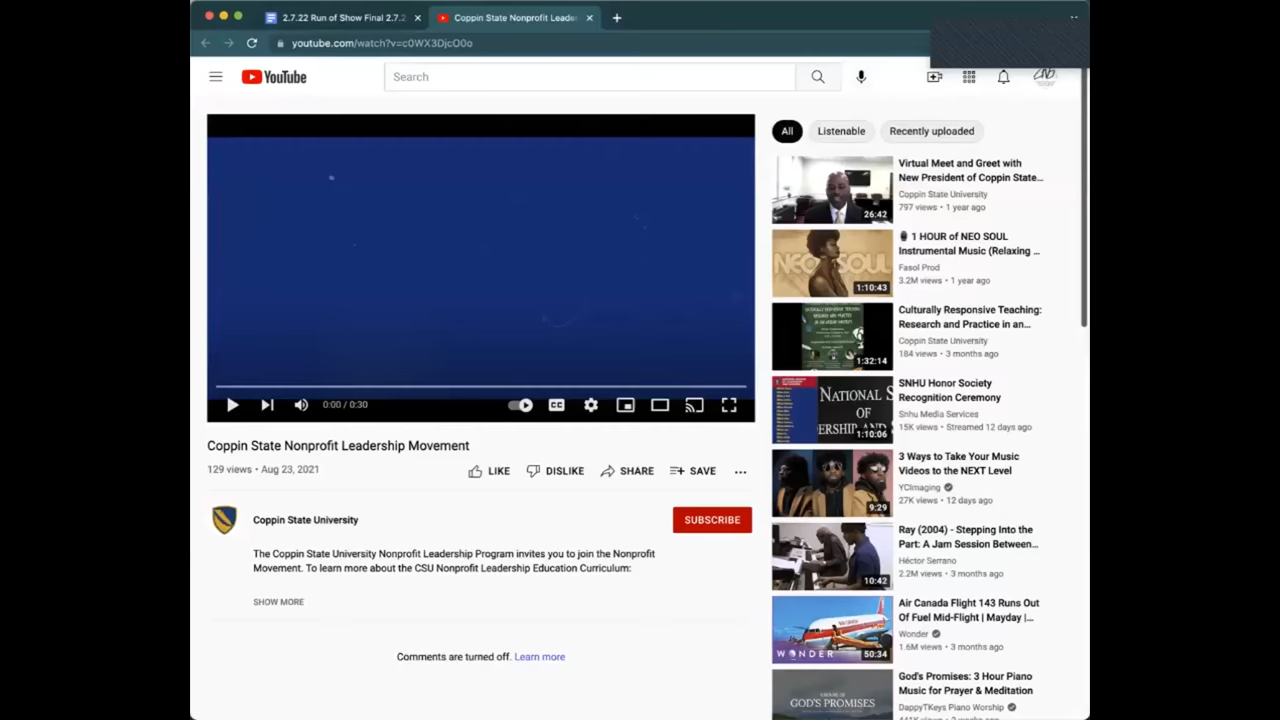 2.7.22 Run of Show Final 2.7.2
Coppin State Nonprofit Leade
youtube.com/watch?v=c0WX3DjcO0o
YouTube
Search
All
Listenable
Recently uploaded
26:42
Virtual Meet and Greet with
New President of Coppin State…
Coppin State University
797 views • 1 year ago
NEO SOUL
1:10:43
1 HOUR of NEO SOUL
Instrumental Music (Relaxing …
Fasol Prod
3.2M views • 1 year ago
1:32:14
Culturally Responsive Teaching:
Research and Practice in an…
Coppin State University
184 views • 3 months ago
NATIONAL S
OF
1:10:06
SNHU Honor Society
Recognition Ceremony
Snhu Media Services
15K views • Streamed 12 days ago
9:29
3 Ways to Take Your Music
Videos to the NEXT Level
YCImaging
27K views • 12 days ago
10:42
Ray (2004) - Stepping Into the
Part: A Jam Session Between…
Héctor Serrano
2.2M views • 3 months ago
WONDER
50:34
Air Canada Flight 143 Runs Out
Of Fuel Mid-Flight | Mayday |…
Wonder
1.6M views • 3 months ago
GOD'S PROMISES
God's Promises: 3 Hour Piano
Music for Prayer & Meditation
DappyTKeys Piano Worship
0:00 / 0:30
CC
Coppin State Nonprofit Leadership Movement
129 views • Aug 23, 2021
LIKE
DISLIKE
SHARE
SAVE
Coppin State University
SUBSCRIBE
The Coppin State University Nonprofit Leadership Program invites you to join the Nonprofit
Movement. To learn more about the CSU Nonprofit Leadership Education Curriculum:
SHOW MORE
Comments are turned off. Learn more